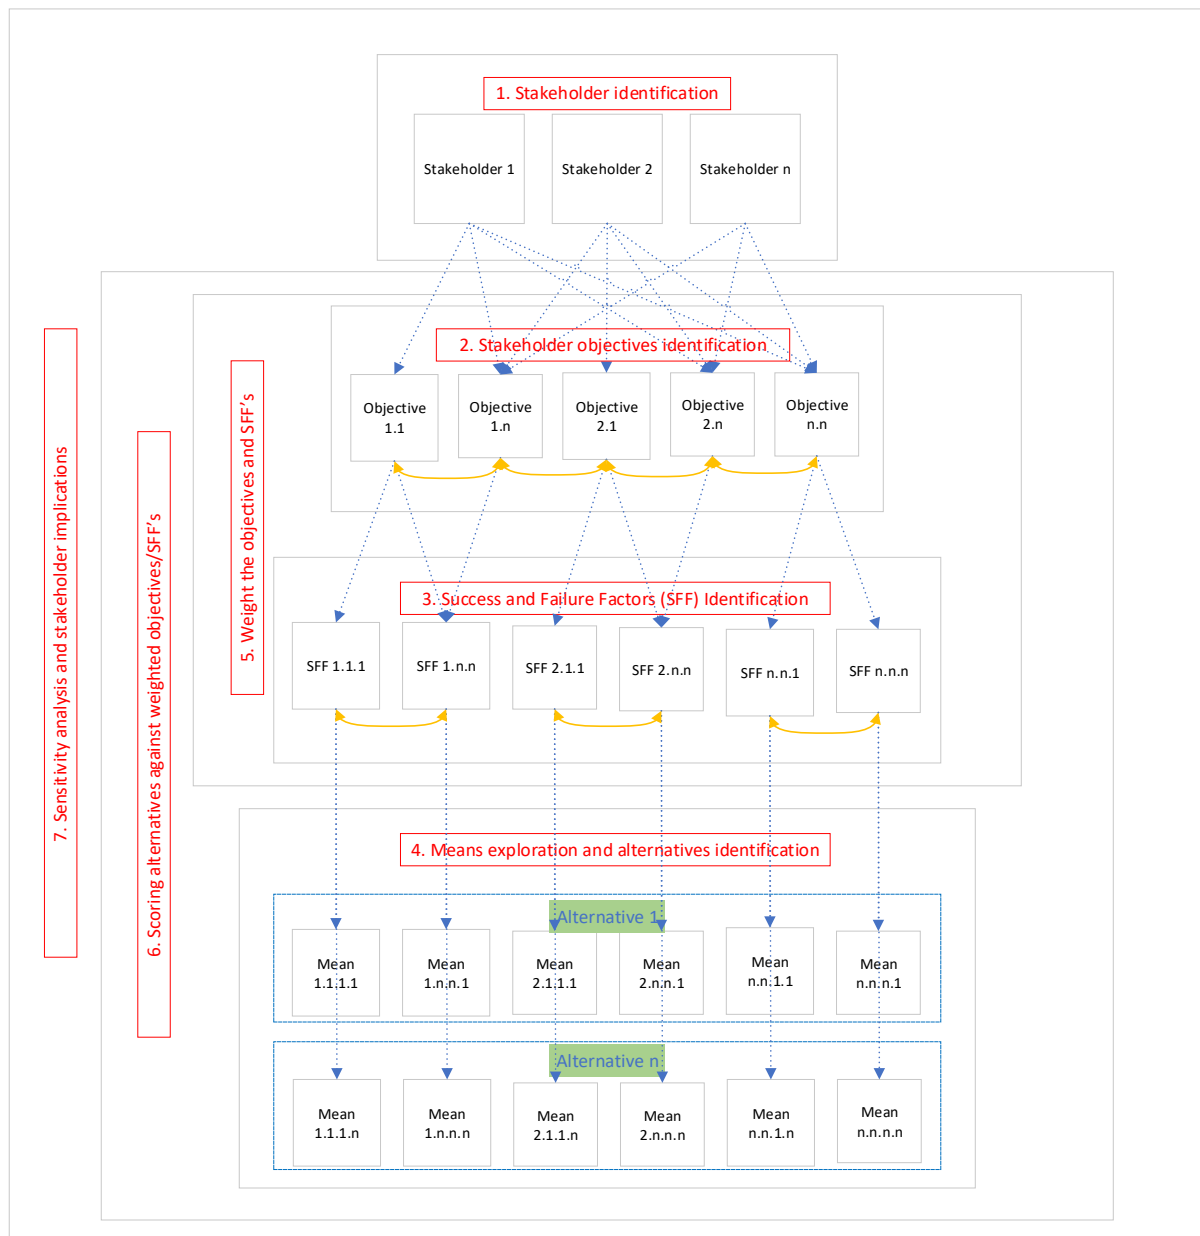 1. Stakeholder identification
Stakeholder 1
Stakeholder 2
Stakeholder n
2. Stakeholder objectives identification
Objective
1.1
Objective
1.n
Objective
2.1
Objective
2.n
Objective
n.n
3. Success and Failure Factors (SFF) Identification
SFF 1.1.1
SFF 1.n.n
SFF 2.1.1
SFF 2.n.n
SFF n.n.1
SFF n.n.n
4. Means exploration and alternatives identification
Alternative 1
Mean
1.1.1.1
Mean
1.n.n.1
Mean
2.1.1.1
Mean
2.n.n.1
Mean
n.n.1.1
Mean
n.n.n.1
Alternative n
Mean
1.1.1.n
Mean
1.n.n.n
Mean
2.1.1.n
Mean
2.n.n.n
Mean
n.n.1.n
Mean
n.n.n.n
5. Weight the objectives and SFF’s
6. Scoring alternatives against weighted objectives/SFF’s
7. Sensitivity analysis and stakeholder implications